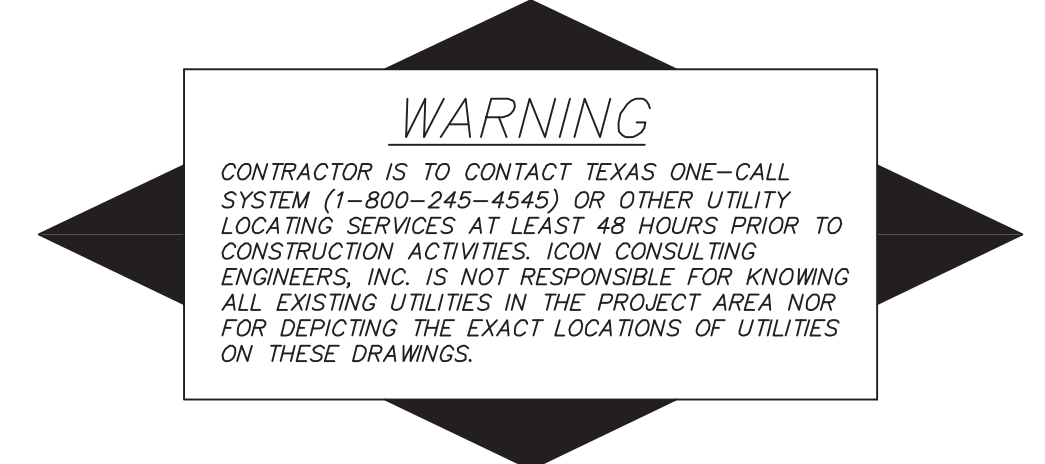 WARNING
CONTRACTOR IS TO CONTACT TEXAS ONE-CALL
SYSTEM (1-800-245-4545) OR OTHER UTILITY
LOCATING SERVICES AT LEAST 48 HOURS PRIOR TO
CONSTRUCTION ACTIVITIES. ICON CONSULTING
ENGINEERS, INC. IS NOT RESPONSIBLE FOR KNOWING
ALL EXISTING UTILITIES IN THE PROJECT AREA NOR
FOR DEPICTING THE EXACT LOCATIONS OF UTILITIES
ON THESE DRAWINGS.